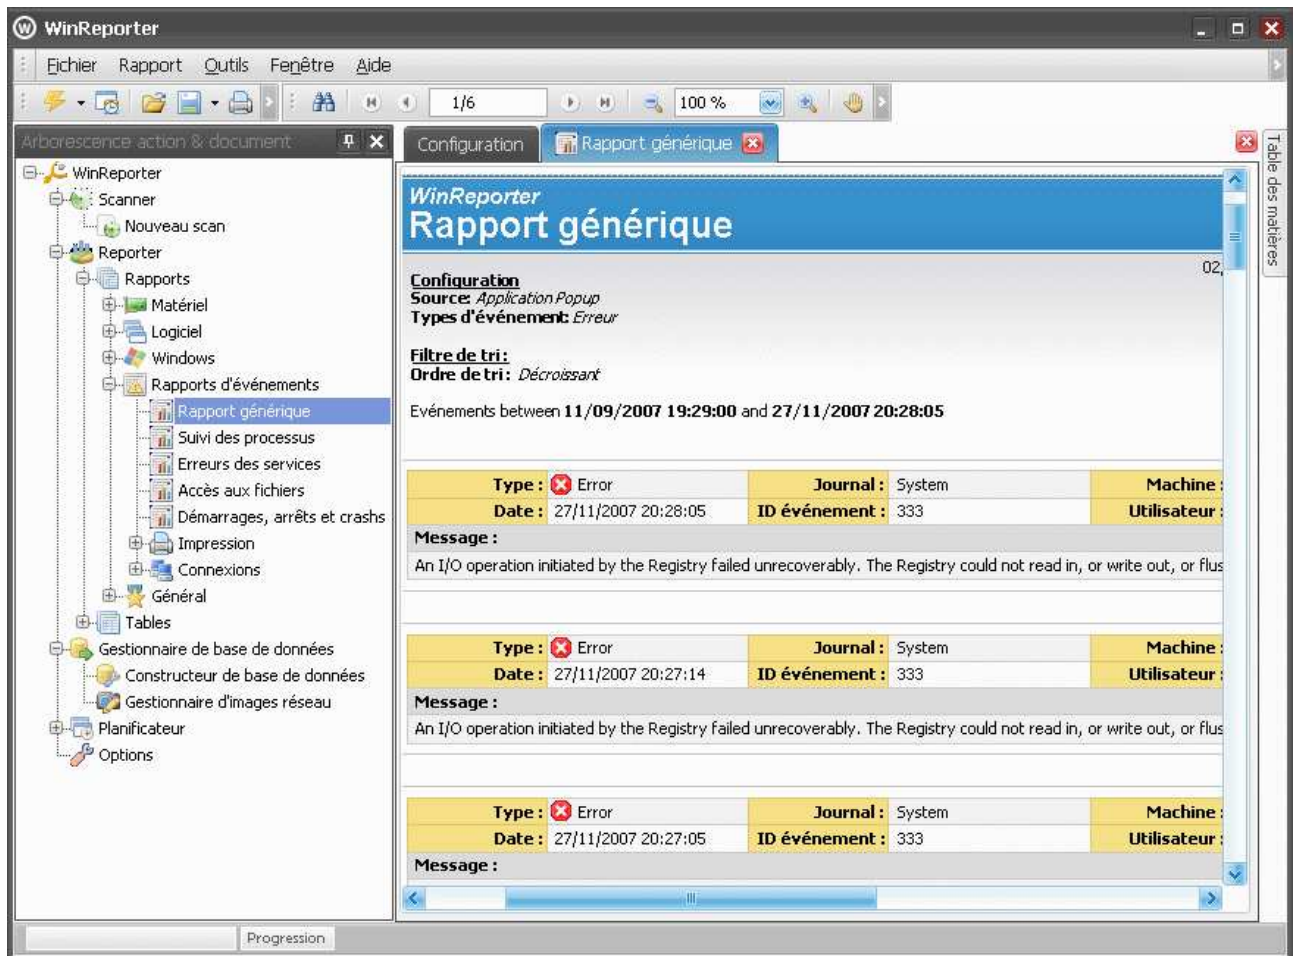 WinReporter
Fichier Rapport Outils Fenêtre Aide
1/6 100 %
Arborescence action & document
WinReporter
Scanner
Nouveau scan
Reporter
Rapports
Matériel
Logiciel
Windows
Rapports d'événements
Rapport générique
Suivi des processus
Erreurs des services
Accès aux fichiers
Démarrages, arrêts et crashs
Impression
Connexions
Général
Tables
Gestionnaire de base de données
Constructeur de base de données
Gestionnaire d'images réseau
Planificateur
Options
Configuration Rapport générique
Table des matières
WinReporter
Rapport générique
02,
Configuration
Source: Application Popup
Types d'événement: Erreur
Filtre de tri :
Ordre de tri : Décroissant
Evénements between 11/09/2007 19:29:00 and 27/11/2007 20:28:05
Type : Error Journal : System Machine :
Date : 27/11/2007 20:28:05 ID événement : 333 Utilisateur :
Message :
An I/O operation initiated by the Registry failed unrecoverably. The Registry could not read in, or write out, or flus
Type : Error Journal : System Machine :
Date : 27/11/2007 20:27:14 ID événement : 333 Utilisateur :
Message :
An I/O operation initiated by the Registry failed unrecoverably. The Registry could not read in, or write out, or flus
Type : Error Journal : System Machine :
Date : 27/11/2007 20:27:05 ID événement : 333 Utilisateur :
Message :
Progression